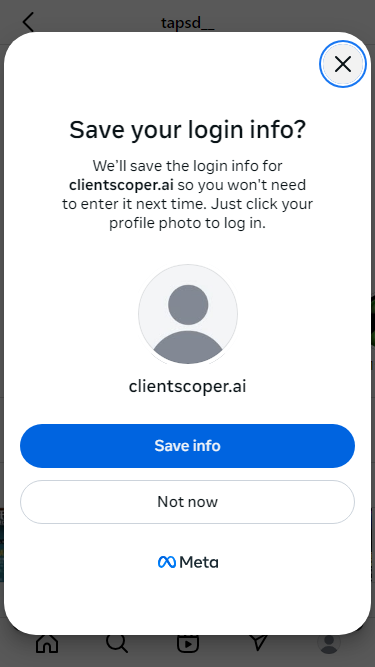 tapsd__
Save your login info?
We'll save the login info for
clientscoper.ai so you won't need
to enter it next time. Just click your
profile photo to log in.
clientscoper.ai
Save info
Not now
Meta